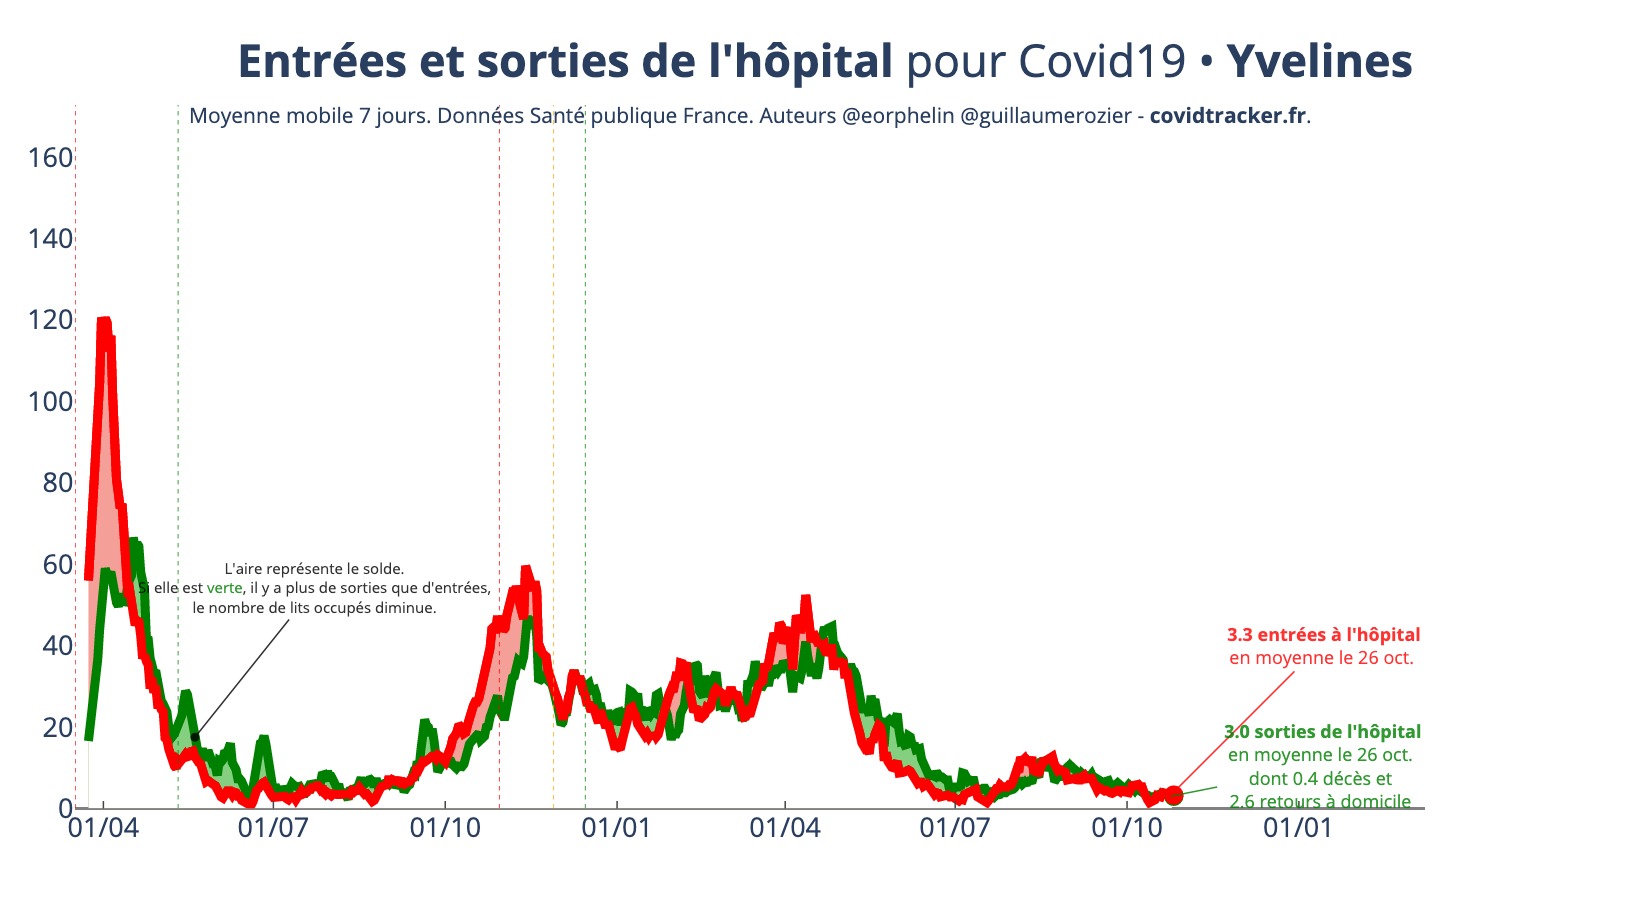 Entrées et sorties de l'hôpital pour Covid19 • Yvelines
Moyenne mobile 7 jours. Données Santé publique France. Auteurs @eorphelin @guillaumerozier - covidtracker.fr.
160
140
120
100
80
60
40
20
0
L'aire représente le solde.
Si elle est verte, il y a plus de sorties que d'entrées,
le nombre de lits occupés diminue.
3.3 entrées à l'hôpital
en moyenne le 26 oct.
3.0 sorties de l'hôpital
en moyenne le 26 oct.
dont 0.4 décès et
2.6 retours à domicile
01/04 01/07 01/10 01/01 01/04 01/07 01/10 01/01